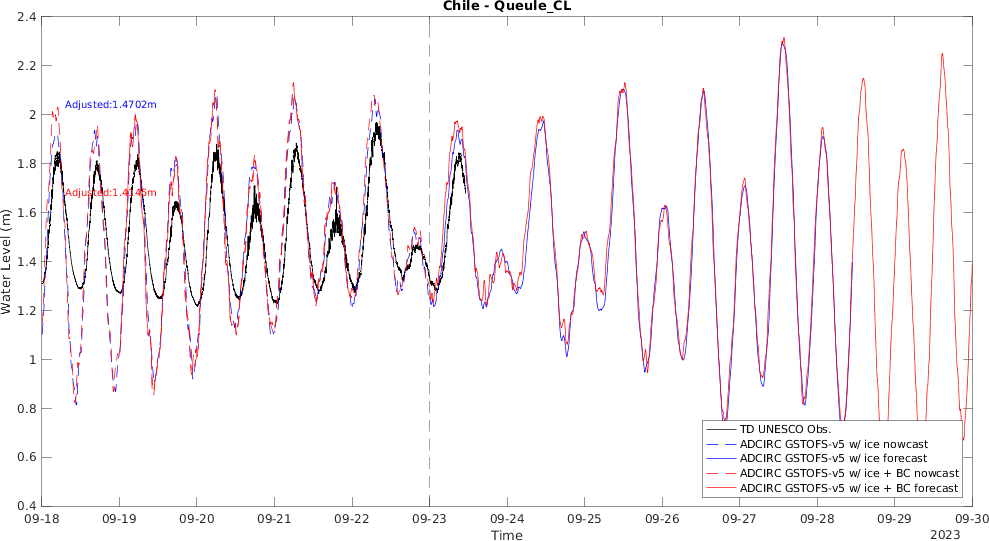 Chile - Queule_CL
2.4
2.2
2
1.8
1.6
1.4
1.2
1
0.8
0.6
0.4
Water Level (m)
Adjusted:1.4702m
Adjusted:1.4145m
TD UNESCO Obs.
ADCIRC GSTOFS-v5 w/ ice nowcast
ADCIRC GSTOFS-v5 w/ ice forecast
ADCIRC GSTOFS-v5 w/ ice + BC nowcast
ADCIRC GSTOFS-v5 w/ ice + BC forecast
09-18 09-19 09-20 09-21 09-22 09-23 09-24 09-25 09-26 09-27 09-28 09-29 09-30
Time
2023